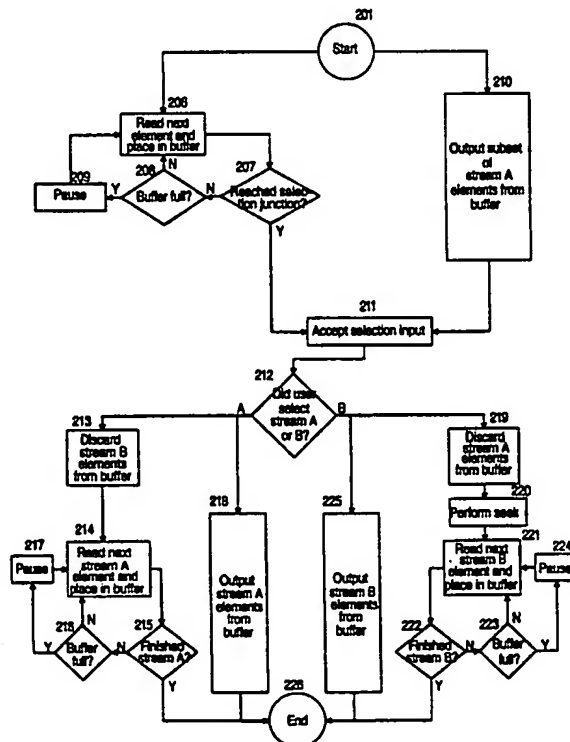 201
Start
206
Read next
element and
place in buffer
210
Output subset
of
stream A
elements from
buffer
209
Pause
Y
208
N
Buffer full?
N
207
Reached selec-
tion junction?
Y
211
Accept selection input
212
Did user
select
stream A
or B?
A
B
213
Discard
stream B
elements
from buffer
214
Read next
stream A
element and
place in buffer
217
Pause
216
N
Buffer
full?
Y
N
215
Finished
stream A?
Y
218
Output
stream A
elements
from
buffer
225
Output
stream B
elements
from
buffer
219
Discard
stream A
elements
from buffer
220
Perform seek
221
Read next
stream B
element and
place in buffer
224
Pause
222
Finished
stream B?
Y
N
223
N
Buffer
full?
Y
226
End